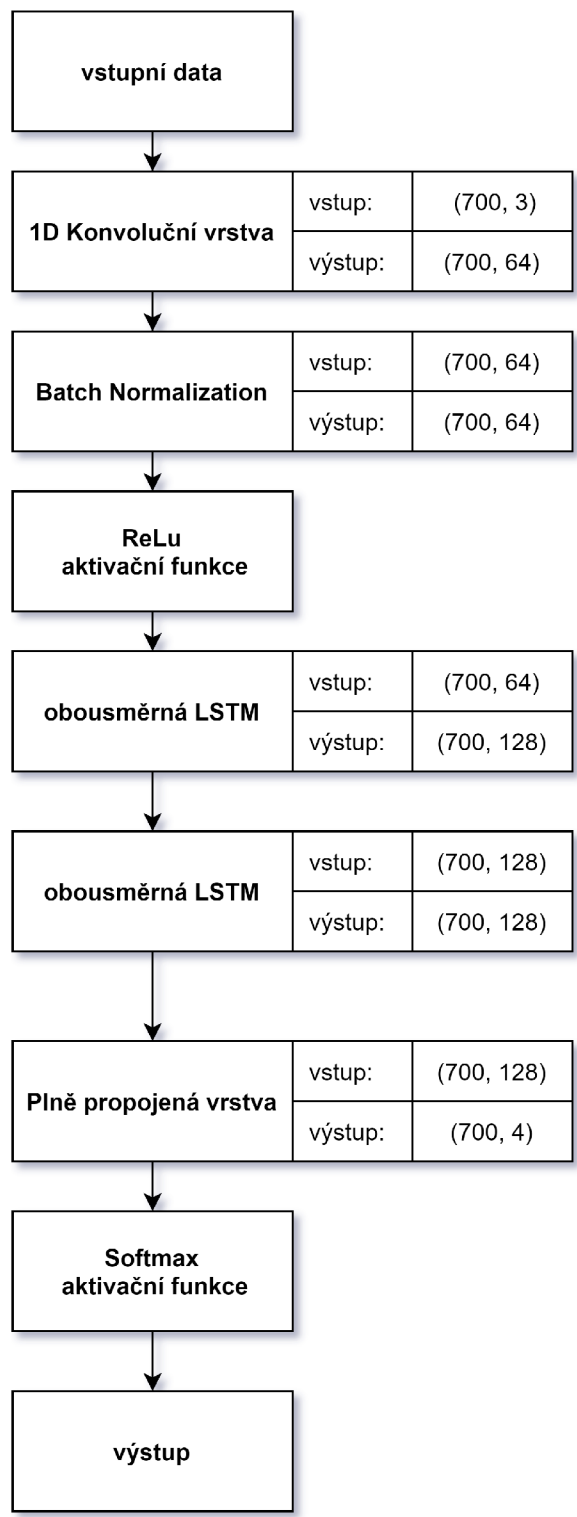 vstupní data
1D Konvoluční vrstva
vstup:
(700, 3)
výstup:
(700, 64)
Batch Normalization
vstup:
(700, 64)
výstup:
(700, 64)
ReLu
aktivační funkce
obousměrná LSTM
vstup:
(700, 64)
výstup:
(700, 128)
obousměrná LSTM
vstup:
(700, 128)
výstup:
(700, 128)
Plně propojená vrstva
vstup:
(700, 128)
výstup:
(700, 4)
Softmax
aktivační funkce
výstup